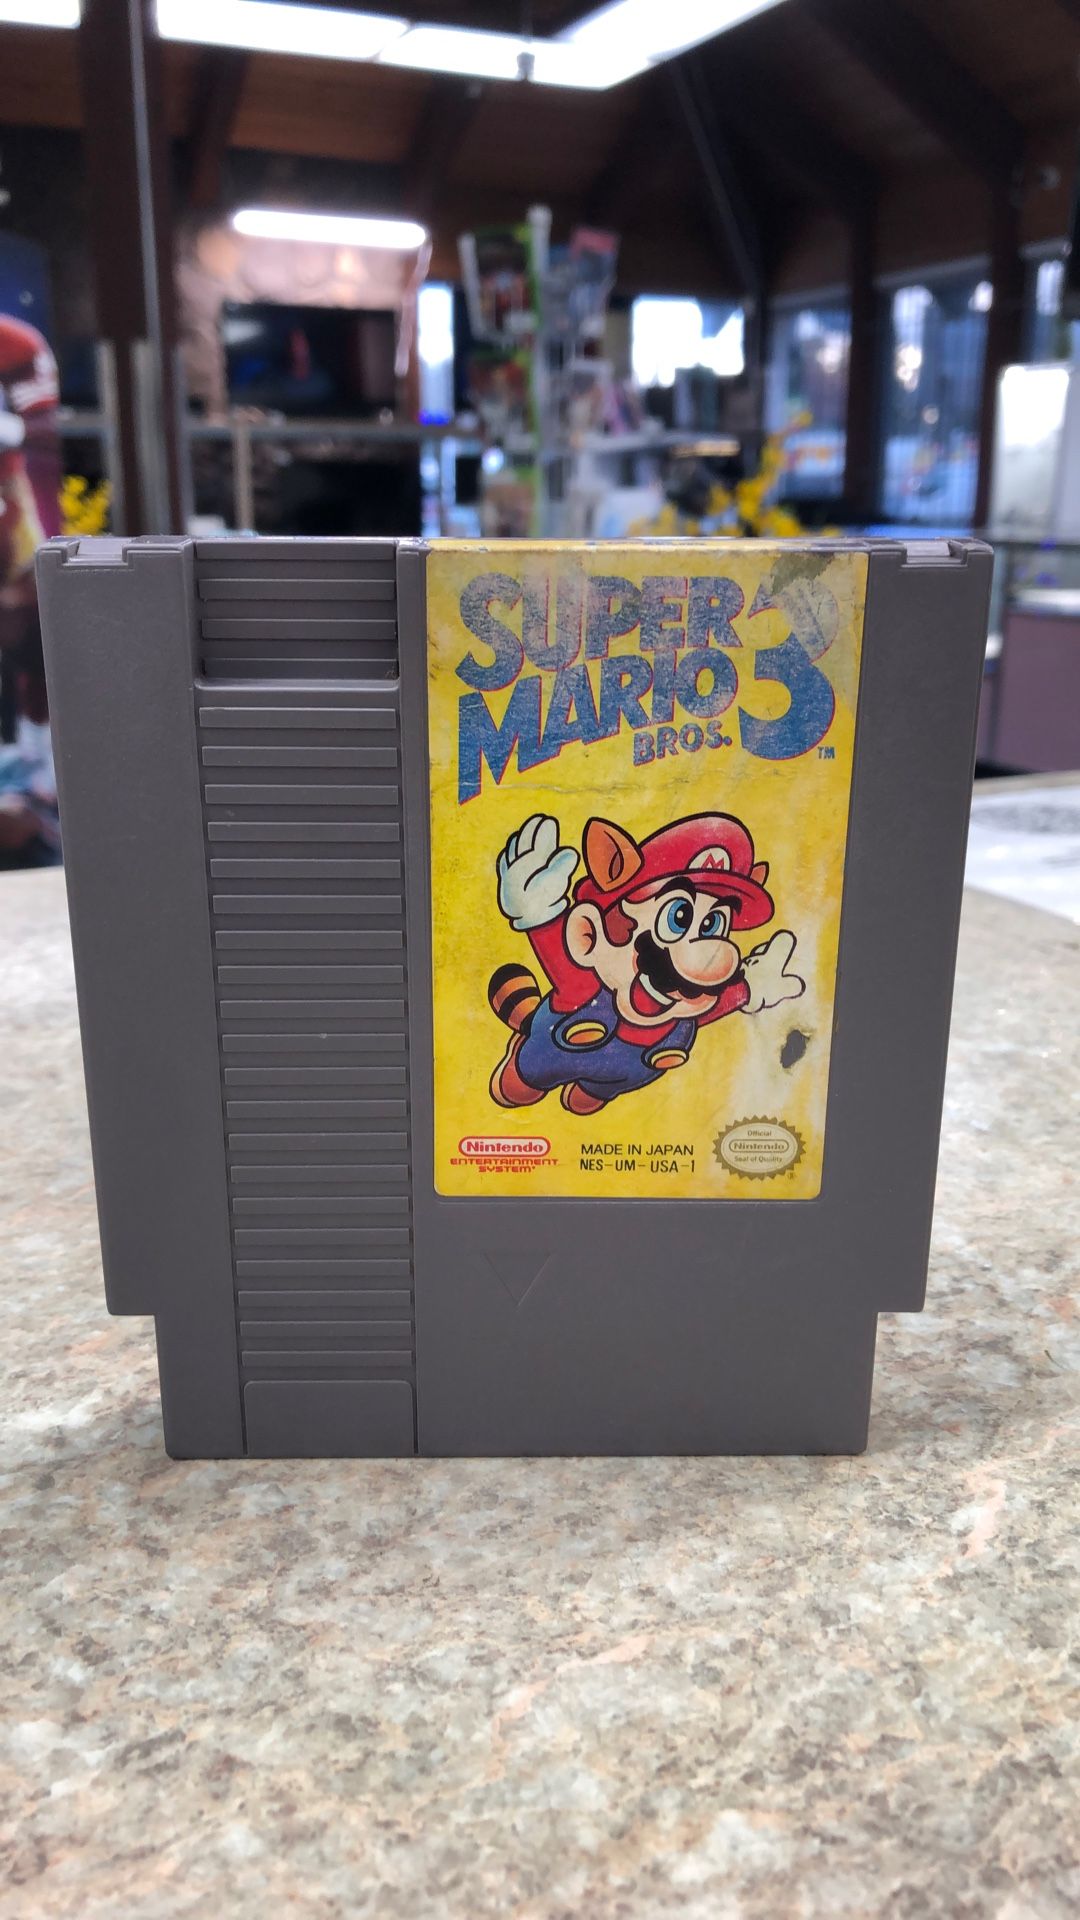 SUPER
MARIO 3
BROS. TM
M
Nintendo
ENTERTAINMENT
SYSTEM®
MADE IN JAPAN
NES-UM-USA-1
Official
Nintendo
Seal of Quality
®